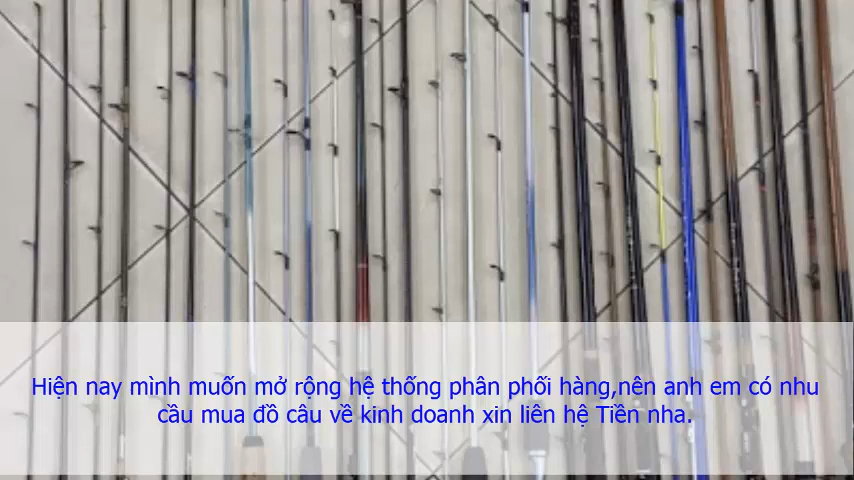 Hiện nay mình muốn mở rộng hệ thống phân phối hàng,nên anh em có nhu
cầu mua đồ câu về kinh doanh xin liên hệ Tiền nha.